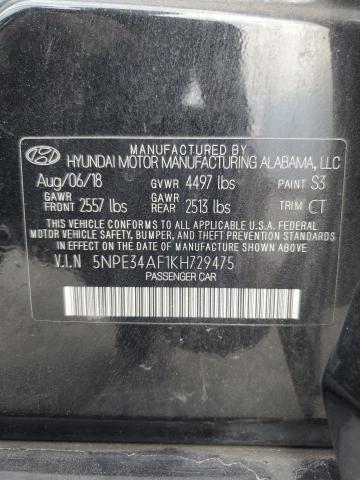 MANUFACTURED BY
HYUNDAI MOTOR MANUFACTURING ALABAMA, LLC
Aug/06/18 GVWR 4497 lbs PAINT S3
GAWR FRONT 2557 lbs GAWR REAR 2513 lbs TRIM CT
THIS VEHICLE CONFORMS TO ALL APPLICABLE U.S.A FEDERAL
MOTOR VEHICLE SAFETY, BUMPER, AND THEFT PREVENTION
STANDARDS IN EFFECT ON THE DATE OF MANUFACTURE SHOWN ABOVE.
V.I.N 5NPE34AF1KH729475
PASSENGER CAR